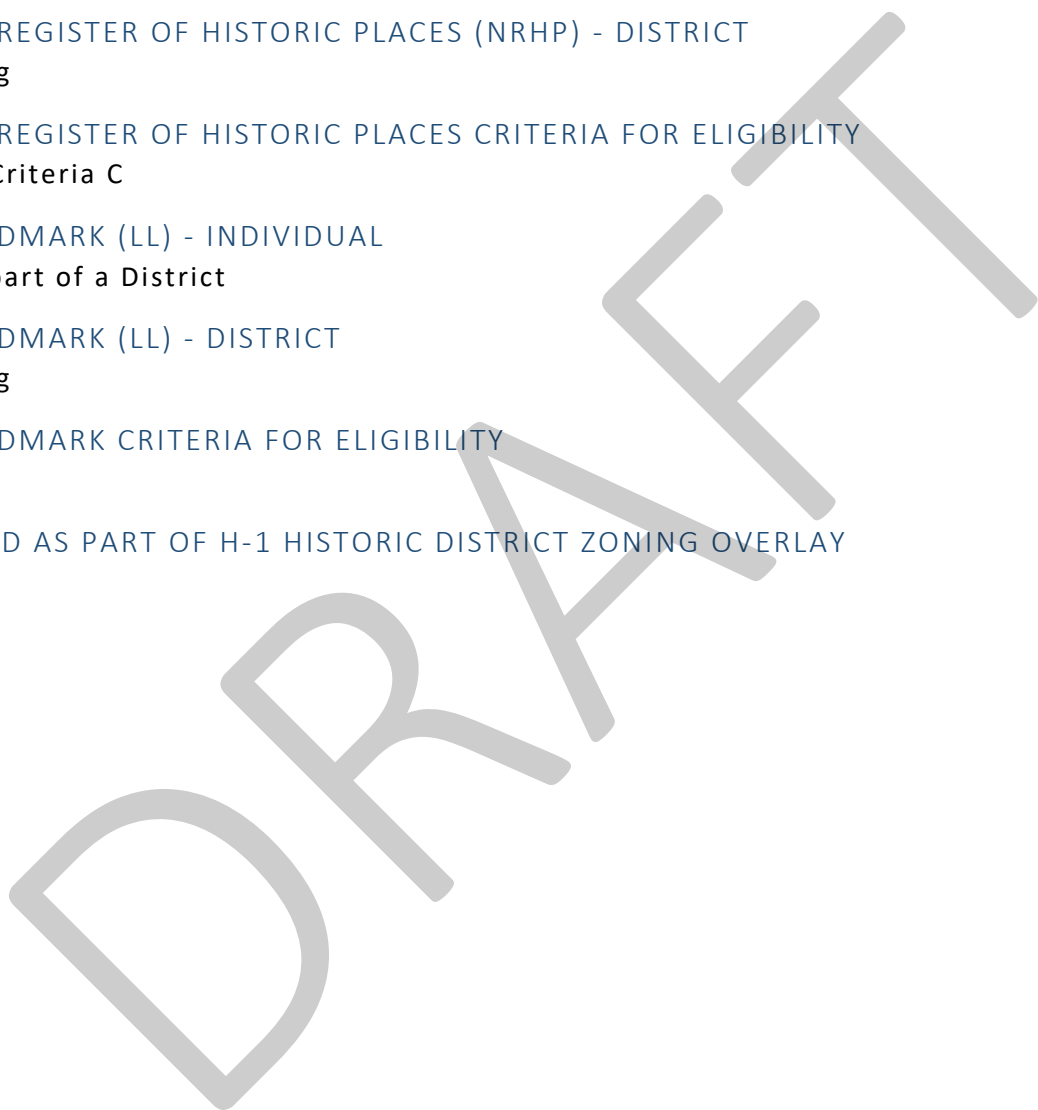 REGISTER OF HISTORIC PLACES (NRHP) - DISTRICT
g
REGISTER OF HISTORIC PLACES CRITERIA FOR ELIGIBILITY
Criteria C
DMARK (LL) - INDIVIDUAL
part of a District
DMARK (LL) - DISTRICT
g
DMARK CRITERIA FOR ELIGIBILITY
D AS PART OF H-1 HISTORIC DISTRICT ZONING OVERLAY
DRAFT